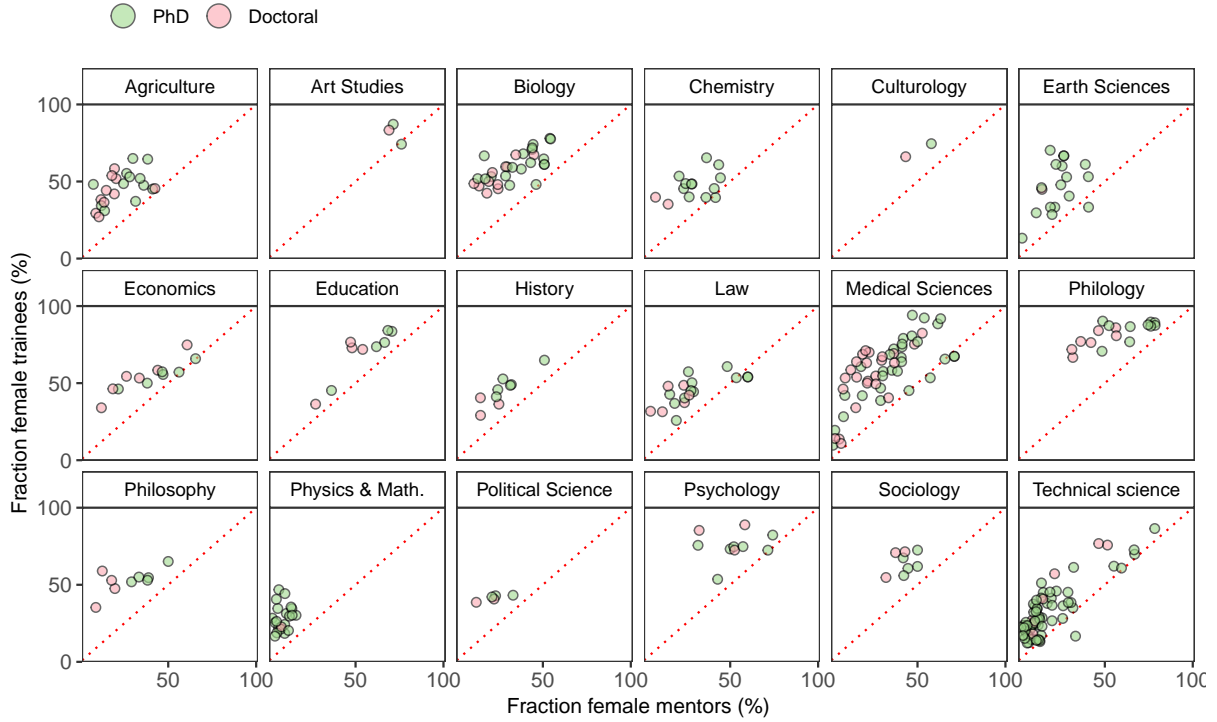 PhD Doctoral
Agriculture Art Studies Biology Chemistry Culturology Earth Sciences
100
50
0
Economics Education History Law Medical Sciences Philology
100
50
0
Philosophy Physics & Math. Political Science Psychology Sociology Technical science
100
50
0
50 100 50 100 50 100 50 100 50 100 50 100
Fraction female mentors (%)
Fraction female trainees (%)